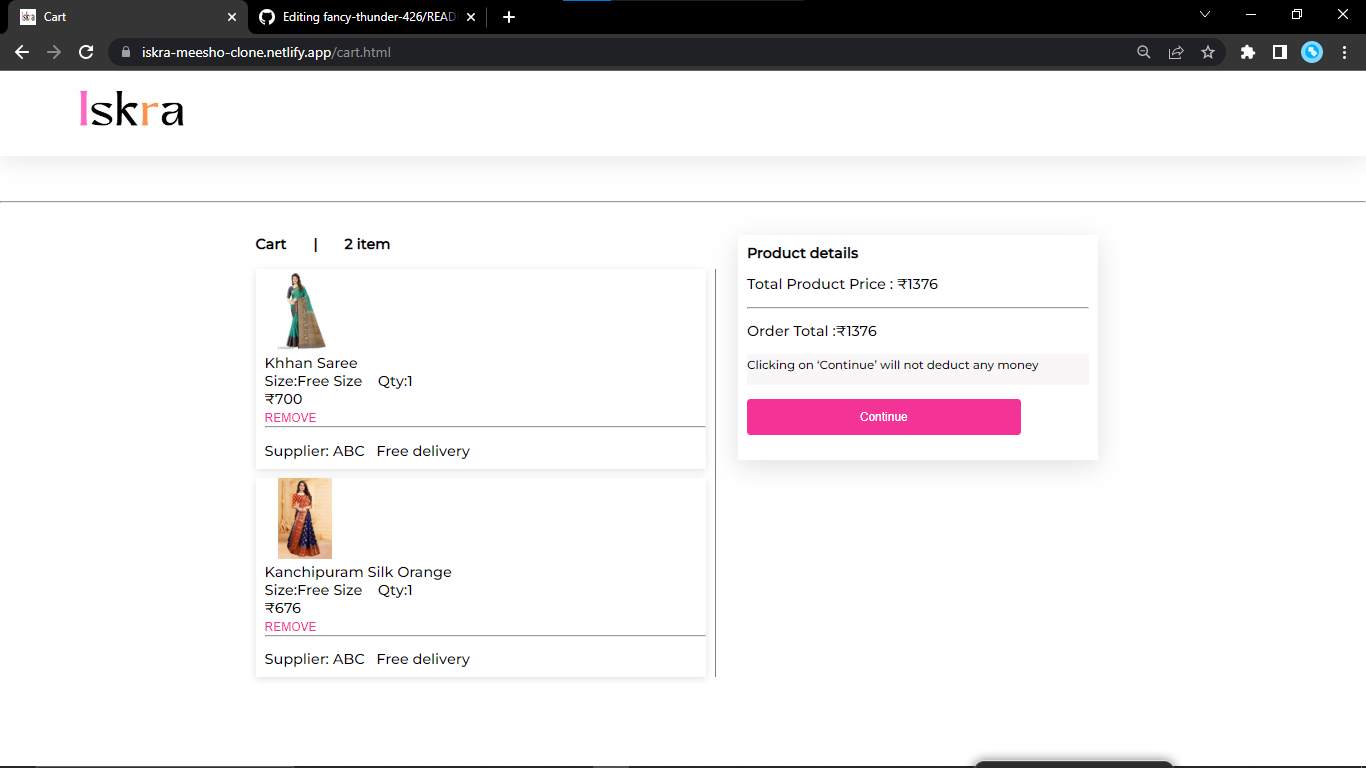 Cart
Editing fancy-thunder-426/READ
iskra-meesho-clone.netlify.app/cart.html
Iskra
Cart | 2 item
Khhan Saree
Size:Free Size Qty:1
₹700
REMOVE
Supplier: ABC Free delivery
Kanchipuram Silk Orange
Size:Free Size Qty:1
₹676
REMOVE
Supplier: ABC Free delivery
Product details
Total Product Price : ₹1376
Order Total :₹1376
Clicking on ‘Continue’ will not deduct any money
Continue